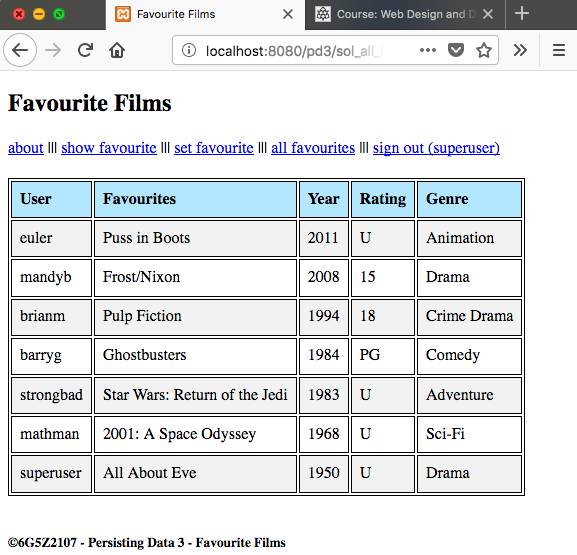 Favourite Films
Course: Web Design and D
localhost:8080/pd3/sol_all_
Favourite Films
about ||| show favourite ||| set favourite ||| all favourites ||| sign out (superuser)
User Favourites Year Rating Genre
euler Puss in Boots 2011 U Animation
mandyb Frost/Nixon 2008 15 Drama
brianm Pulp Fiction 1994 18 Crime Drama
barryg Ghostbusters 1984 PG Comedy
strongbad Star Wars: Return of the Jedi 1983 U Adventure
mathman 2001: A Space Odyssey 1968 U Sci-Fi
superuser All About Eve 1950 U Drama
©6G5Z2107 - Persisting Data 3 - Favourite Films